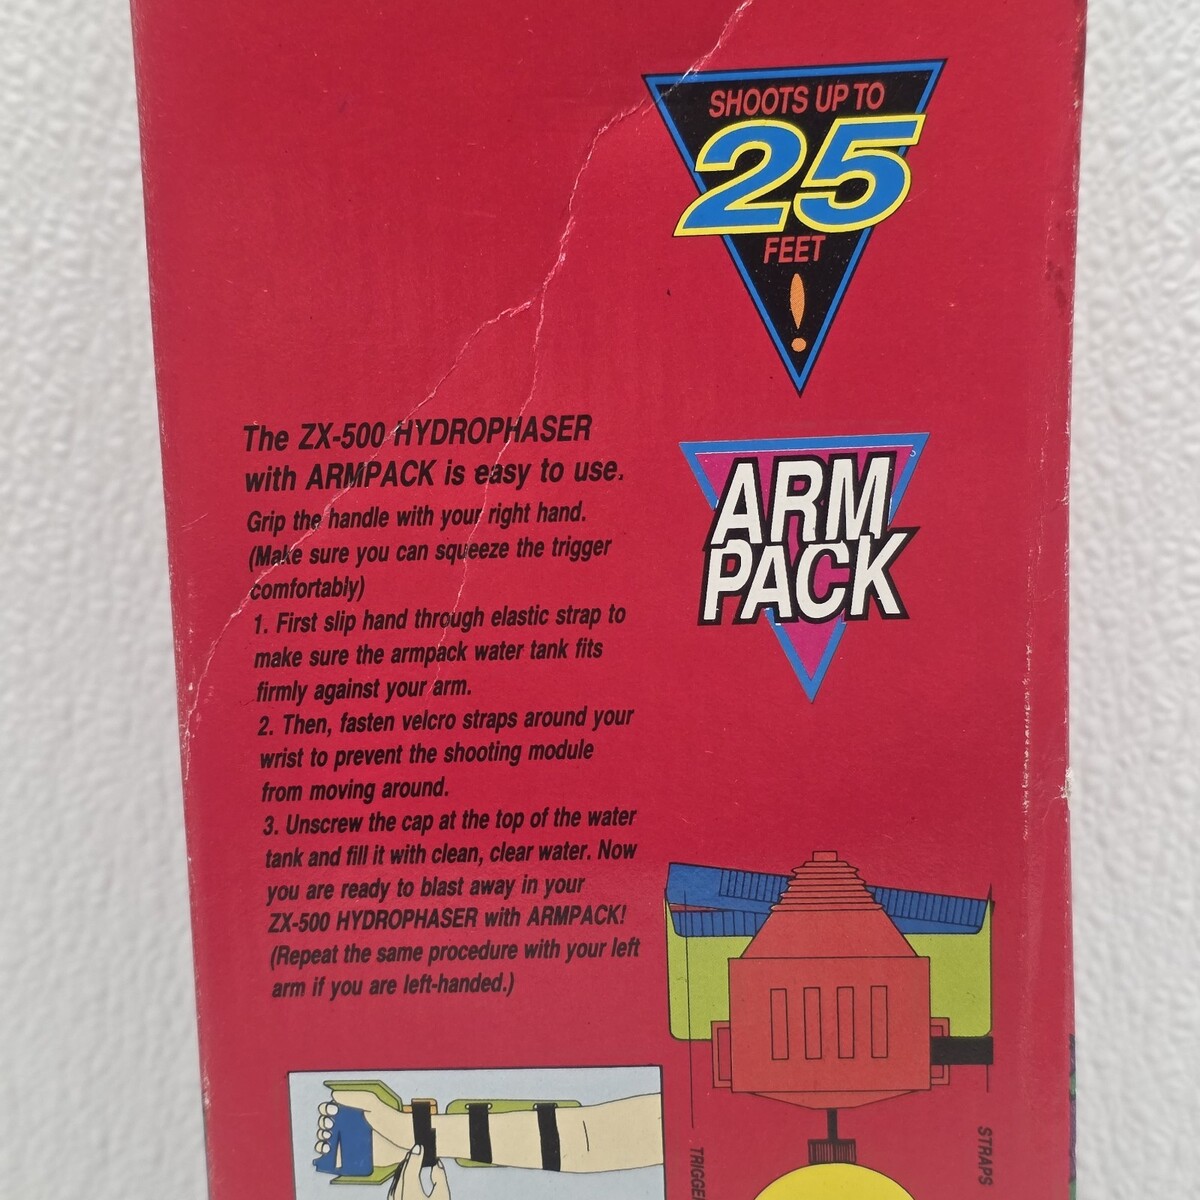 SHOOTS UP TO
25
FEET
!
The ZX-500 HYDROPHASER
with ARMPACK is easy to use.
Grip the handle with your right hand.
(Make sure you can squeeze the trigger
comfortably)
1. First slip hand through elastic strap to
make sure the armpack water tank fits
firmly against your arm.
2. Then, fasten velcro straps around your
wrist to prevent the shooting module
from moving around.
3. Unscrew the cap at the top of the water
tank and fill it with clean, clear water. Now
you are ready to blast away in your
ZX-500 HYDROPHASER with ARMPACK!
(Repeat the same procedure with your left
arm if you are left-handed.)
ARM
PACK
STRAPS